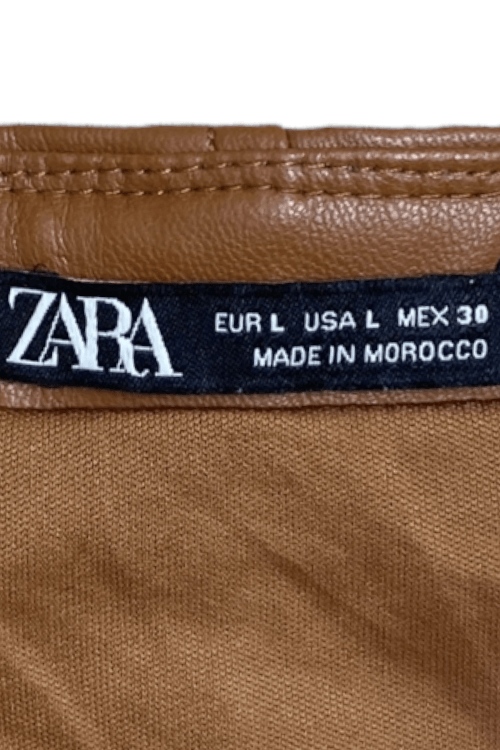 ZARA
EUR L USA L MEX 30
MADE IN MOROCCO